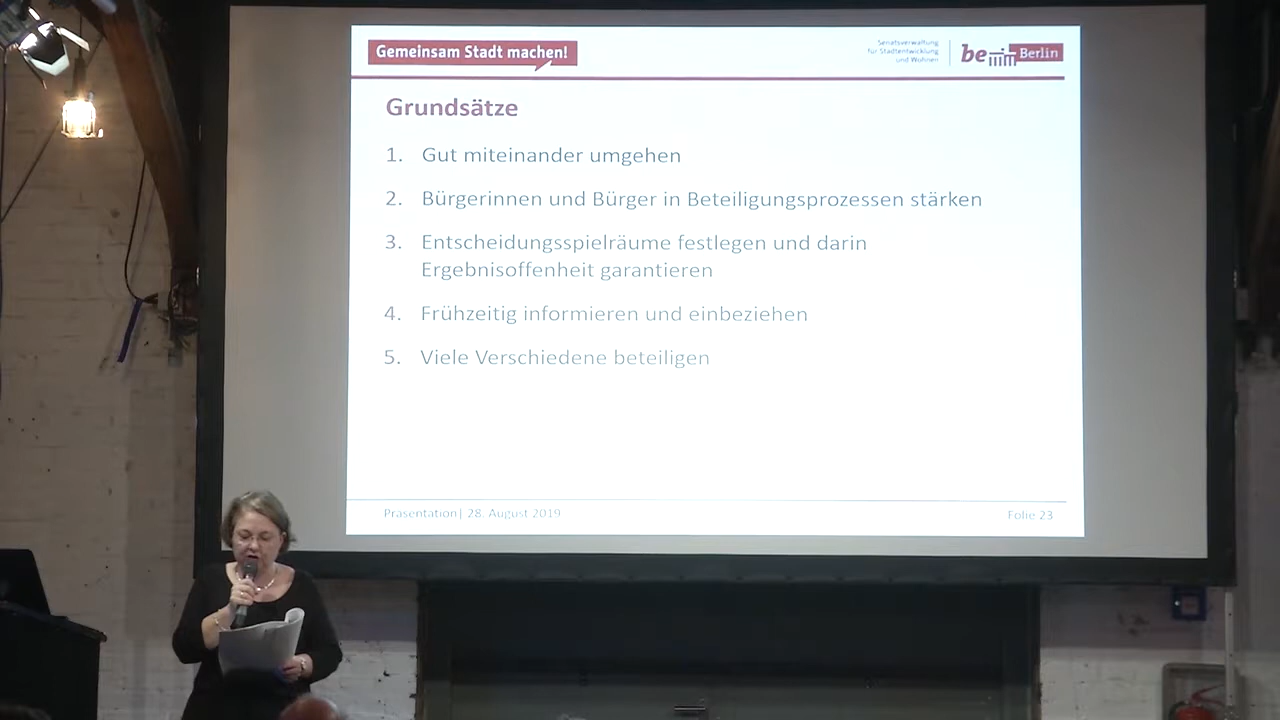 Gemeinsam Stadt machen!
Senatsverwaltung
für Stadtentwicklung
und Wohnen
be Berlin
Grundsätze
1. Gut miteinander umgehen
2. Bürgerinnen und Bürger in Beteiligungsprozessen stärken
3. Entscheidungsspielräume festlegen und darin
Ergebnisoffenheit garantieren
4. Frühzeitig informieren und einbeziehen
5. Viele Verschiedene beteiligen
Präsentation| 28. August 2019
Folie 23